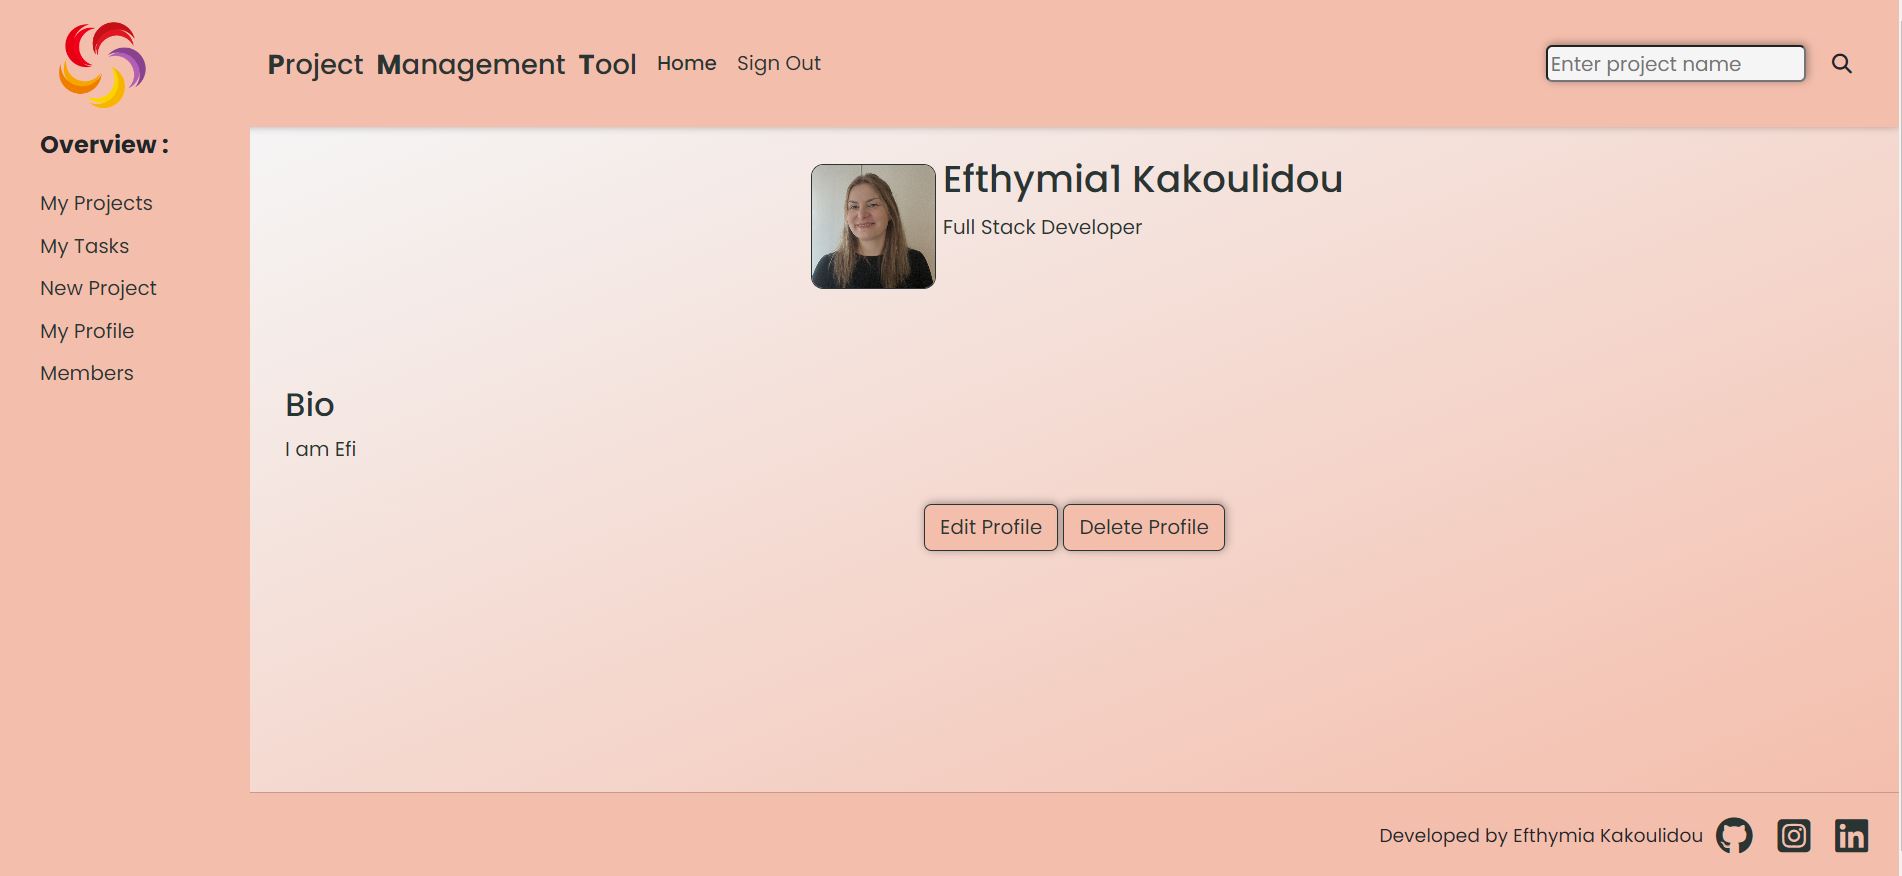 Project Management Tool Home Sign Out
Enter project name
Overview :
My Projects
My Tasks
New Project
My Profile
Members
Efthymia1 Kakoulidou
Full Stack Developer
Bio
I am Efi
Edit Profile Delete Profile
Developed by Efthymia Kakoulidou in